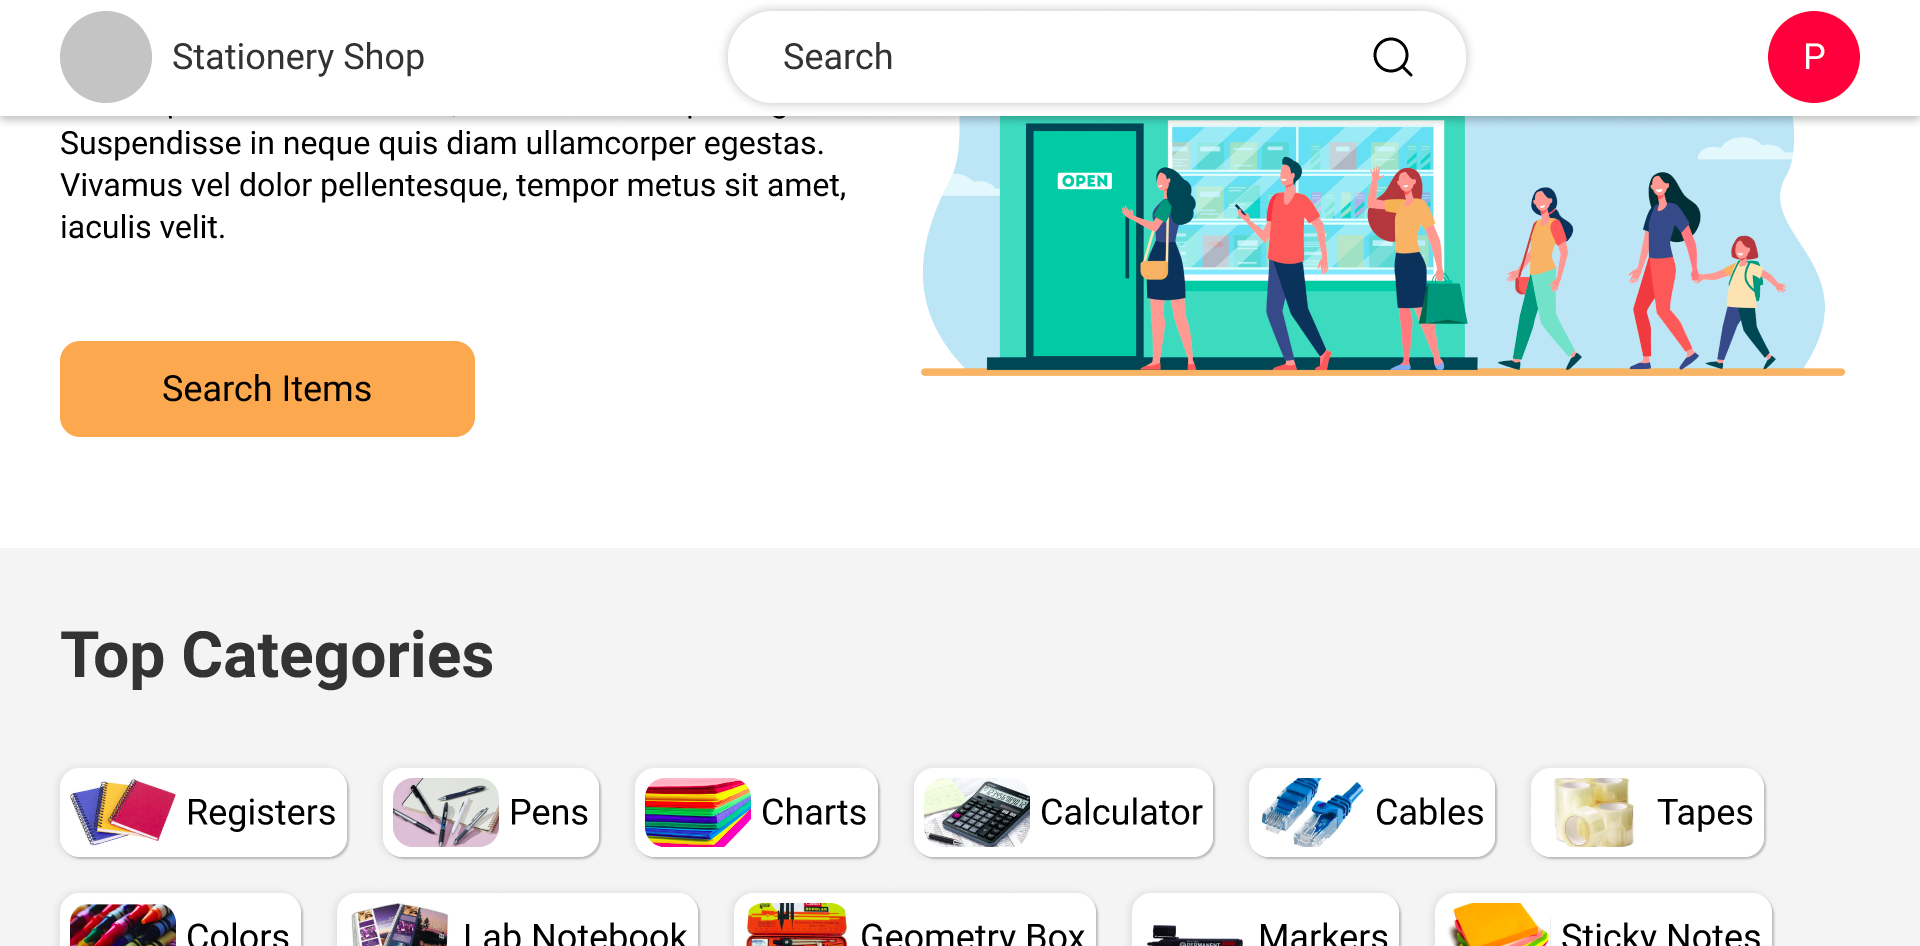 Stationery Shop
Search
P
Suspendisse in neque quis diam ullamcorper egestas.
Vivamus vel dolor pellentesque, tempor metus sit amet,
iaculis velit.
OPEN
Search Items
Top Categories
Registers
Pens
Charts
Calculator
Cables
Tapes
Colors
Lab Notebook
Geometry Box
Markers
Sticky Notes